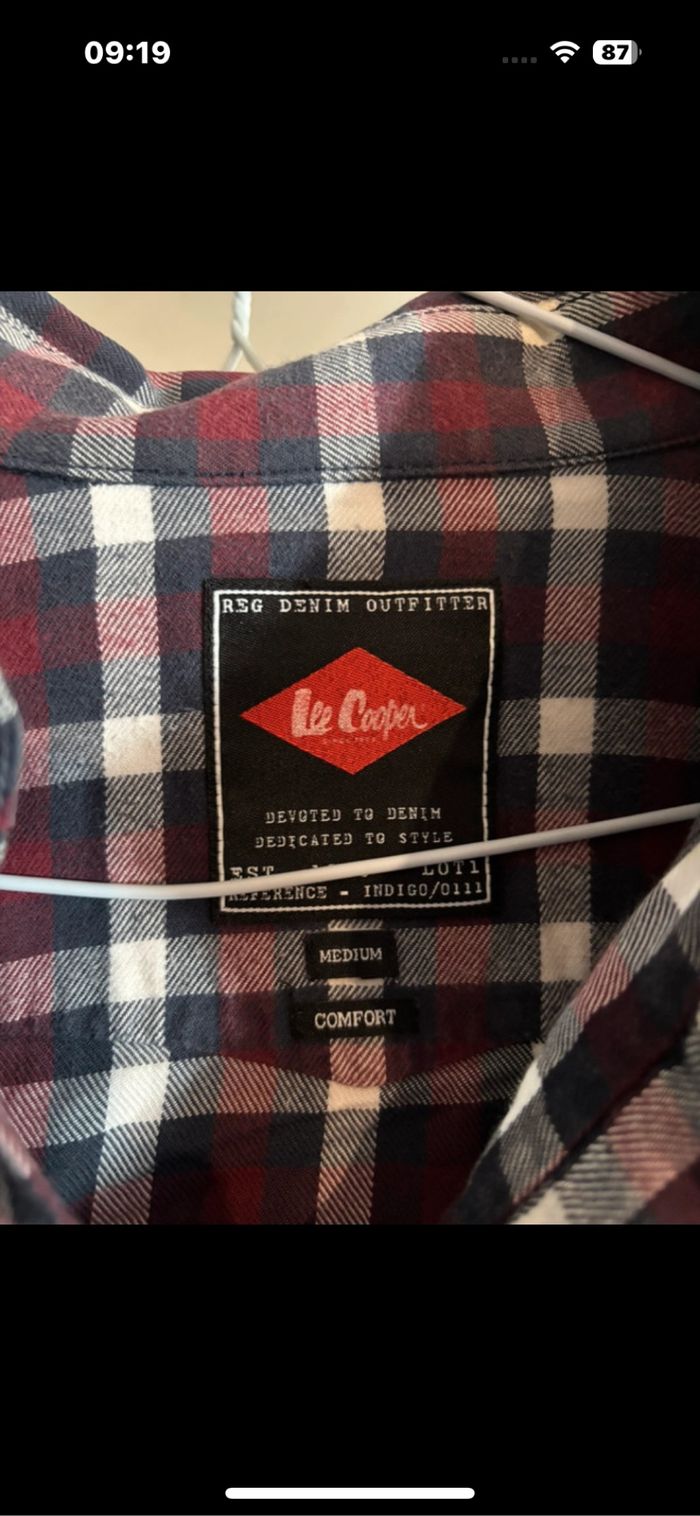 09:19
87
REG DENIM OUTFITTER
Lee Cooper
DEVOTED TO DENIM
DEDICATED TO STYLE
EST. LOT1
REFERENCE - INDIGO/0111
MEDIUM
COMFORT